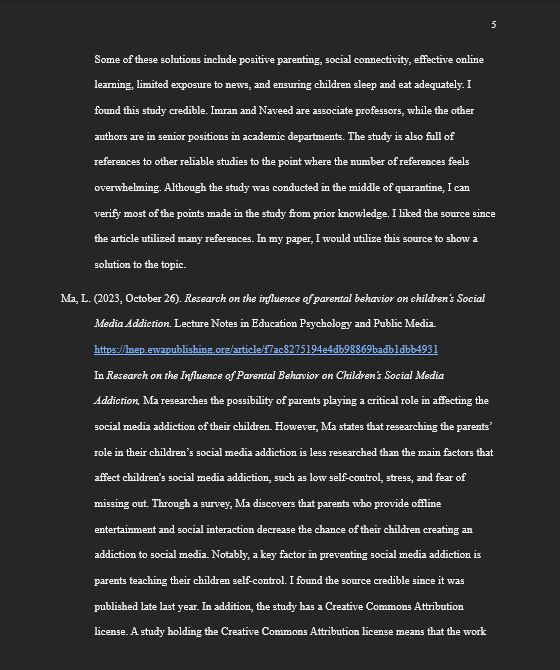 5
Some of these solutions include positive parenting, social connectivity, effective online
learning, limited exposure to news, and ensuring children sleep and eat adequately. I
found this study credible. Imran and Naveed are associate professors, while the other
authors are in senior positions in academic departments. The study is also full of
references to other reliable studies to the point where the number of references feels
overwhelming. Although the study was conducted in the middle of quarantine, I can
verify most of the points made in the study from prior knowledge. I liked the source since
the article utilized many references. In my paper, I would utilize this source to show a
solution to the topic.
Ma, L. (2023, October 26). Research on the influence of parental behavior on children's Social
Media Addiction. Lecture Notes in Education Psychology and Public Media.
https://lnep.ewapublishing.org/article/f7ac8275194e4db98869badb1dbb4931
In Research on the Influence of Parental Behavior on Children's Social Media
Addiction, Ma researches the possibility of parents playing a critical role in affecting the
social media addiction of their children. However, Ma states that researching the parents'
role in their children's social media addiction is less researched than the main factors that
affect children's social media addiction, such as low self-control, stress, and fear of
missing out. Through a survey, Ma discovers that parents who provide offline
entertainment and social interaction decrease the chance of their children creating an
addiction to social media. Notably, a key factor in preventing social media addiction is
parents teaching their children self-control. I found the source credible since it was
published late last year. In addition, the study has a Creative Commons Attribution
license. A study holding the Creative Commons Attribution license means that the work